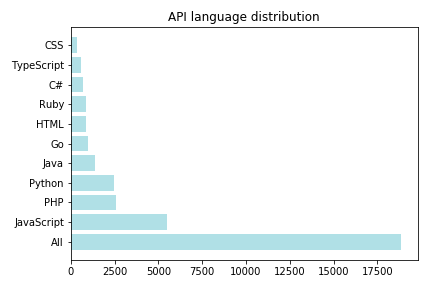 API language distribution
CSS
TypeScript
C#
Ruby
HTML
Go
Java
Python
PHP
JavaScript
All
0 2500 5000 7500 10000 12500 15000 17500